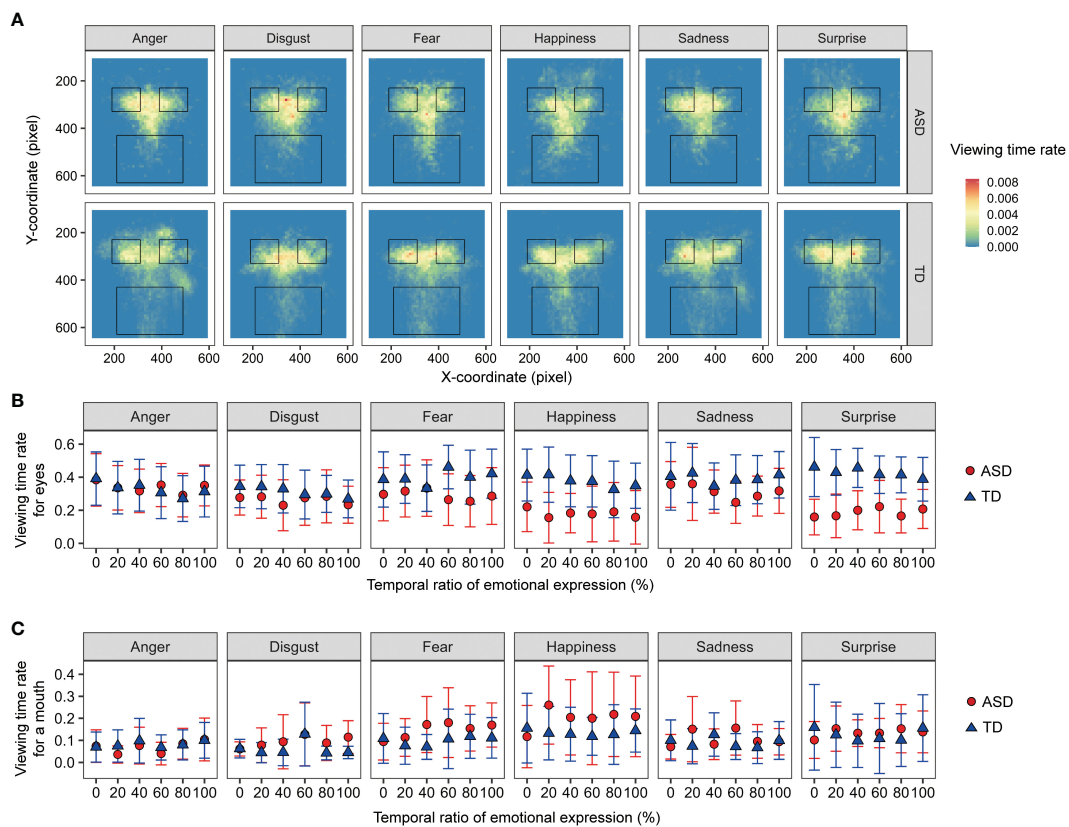 A
Anger Disgust Fear Happiness Sadness Surprise
200
400
600
ASD
Y-coordinate (pixel)
200
400
600
TD
200 400 600 200 400 600 200 400 600 200 400 600 200 400 600 200 400 600
X-coordinate (pixel)
Viewing time rate
0.008
0.006
0.004
0.002
0.000
B
Anger Disgust Fear Happiness Sadness Surprise
Viewing time rate
for eyes
0.6
0.4
0.2
0.0
0 20 40 60 80 100 0 20 40 60 80 100 0 20 40 60 80 100 0 20 40 60 80 100 0 20 40 60 80 100 0 20 40 60 80 100
Temporal ratio of emotional expression (%)
ASD
TD
C
Anger Disgust Fear Happiness Sadness Surprise
Viewing time rate
for a mouth
0.4
0.3
0.2
0.1
0.0
0 20 40 60 80 100 0 20 40 60 80 100 0 20 40 60 80 100 0 20 40 60 80 100 0 20 40 60 80 100 0 20 40 60 80 100
Temporal ratio of emotional expression (%)
ASD
TD